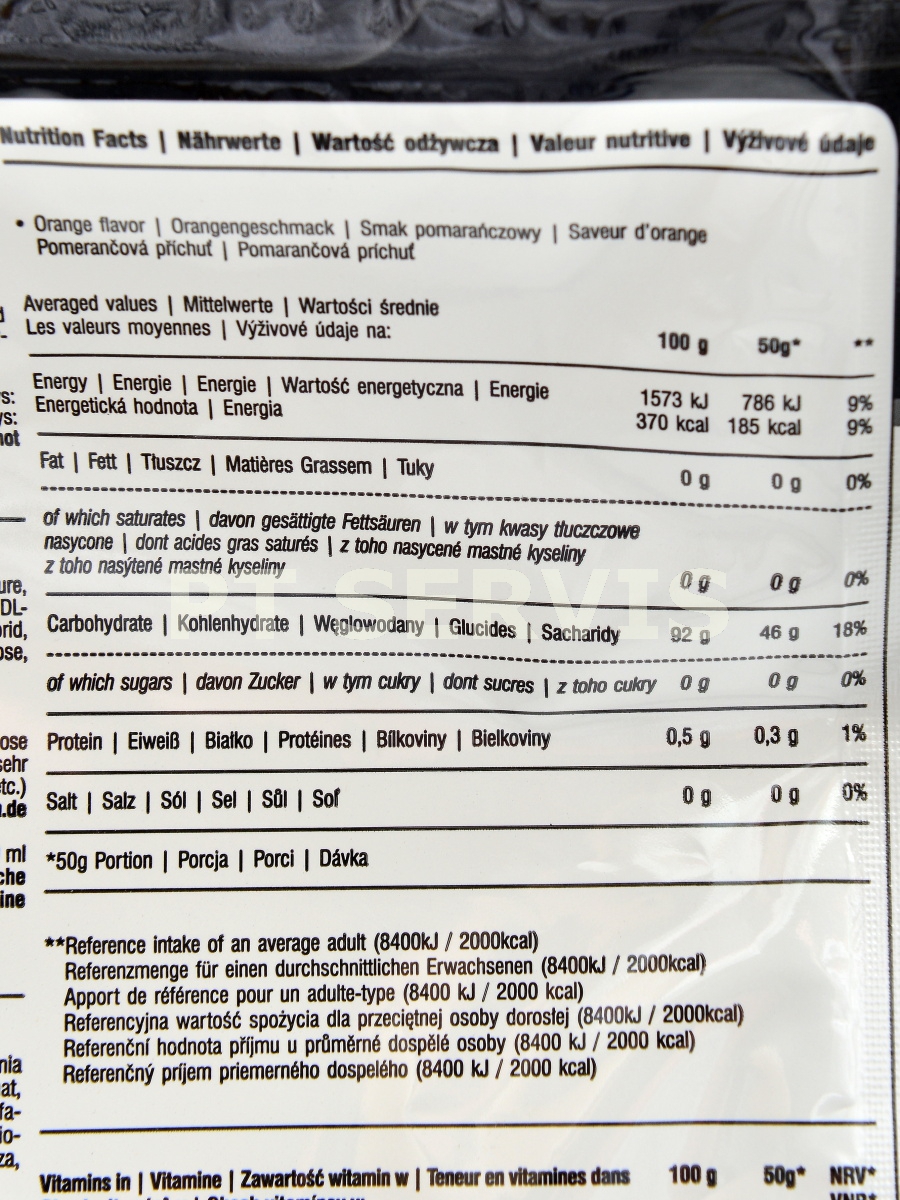 Nutrition Facts | Nährwerte | Wartość odżywcza | Valeur nutritive | Výživové údaje
• Orange flavor | Orangengeschmack | Smak pomarańczowy | Saveur d'orange
Pomerančová příchuť | Pomarančová príchuť
Averaged values | Mittelwerte | Wartości średnie
Les valeurs moyennes | Výživové údaje na: 100 g 50g* **
Energy | Energie | Energie | Wartość energetyczna | Energie 1573 kJ 786 kJ 9%
Energetická hodnota | Energia 370 kcal 185 kcal 9%
Fat | Fett | Tłuszcz | Matières Grassem | Tuky 0 g 0 g 0%
of which saturates | davon gesättigte Fettsäuren | w tym kwasy tłuczczowe
nasycone | dont acides gras saturés | z toho nasycené mastné kyseliny
z toho nasýtené mastné kyseliny 0 g 0 g 0%
PT SERVIS
Carbohydrate | Kohlenhydrate | Węglowodany | Glucides | Sacharidy 92 g 46 g 18%
of which sugars | davon Zucker | w tym cukry | dont sucres | z toho cukry 0 g 0 g 0%
Protein | Eiweiß | Białko | Protéines | Bílkoviny | Bielkoviny 0,5 g 0,3 g 1%
Salt | Salz | Sól | Sel | Sůl | Soľ 0 g 0 g 0%
*50g Portion | Porcja | Porci | Dávka
**Reference intake of an average adult (8400kJ / 2000kcal)
Referenzmenge für einen durchschnittlichen Erwachsenen (8400kJ / 2000kcal)
Apport de référence pour un adulte-type (8400 kJ / 2000 kcal)
Referencyjna wartość spożycia dla przeciętnej osoby dorosłej (8400kJ / 2000kcal)
Referenční hodnota příjmu u průměrné dospělé osoby (8400 kJ / 2000 kcal)
Referenčný príjem priemerného dospelého (8400 kJ / 2000 kcal)
Vitamins in | Vitamine | Zawartość witamin w | Teneur en vitamines dans 100 g 50g* NRV*